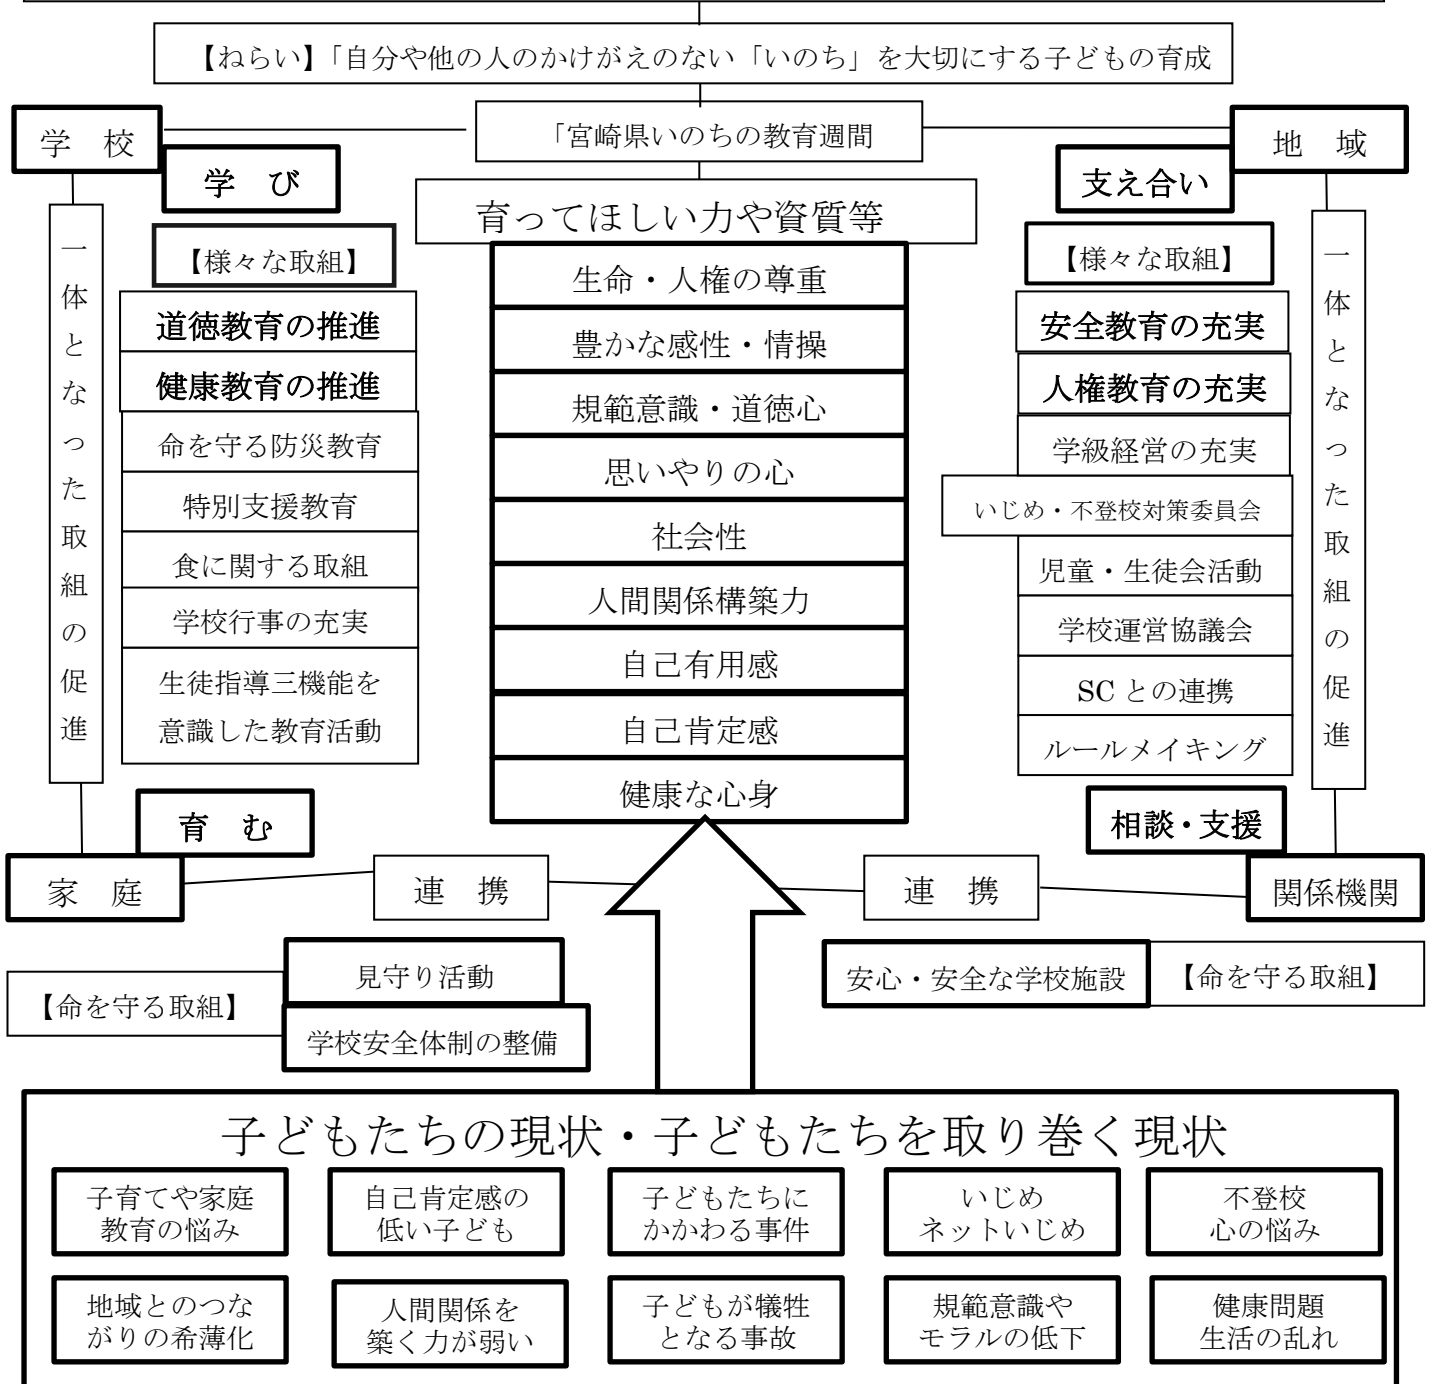 【ねらい】「自分や他の人のかけがえのない「いのち」を大切にする子どもの育成
学　校
「宮崎県いのちの教育週間
地　域
学　び
支え合い
育ってほしい力や資質等
一体となった取組の促進
【様々な取組】
道徳教育の推進
健康教育の推進
命を守る防災教育
特別支援教育
食に関する取組
学校行事の充実
生徒指導三機能を
意識した教育活動
生命・人権の尊重
豊かな感性・情操
規範意識・道徳心
思いやりの心
社会性
人間関係構築力
自己有用感
自己肯定感
健康な心身
【様々な取組】
安全教育の充実
人権教育の充実
学級経営の充実
いじめ・不登校対策委員会
児童・生徒会活動
学校運営協議会
SC との連携
ルールメイキング
一体となった取組の促進
育　む
相談・支援
家　庭
連　携
連　携
関係機関
【命を守る取組】
見守り活動
学校安全体制の整備
安心・安全な学校施設
【命を守る取組】
子どもたちの現状・子どもたちを取り巻く現状
子育てや家庭
教育の悩み
自己肯定感の
低い子ども
子どもたちに
かかわる事件
いじめ
ネットいじめ
不登校
心の悩み
地域とのつな
がりの希薄化
人間関係を
築く力が弱い
子どもが犠牲
となる事故
規範意識や
モラルの低下
健康問題
生活の乱れ